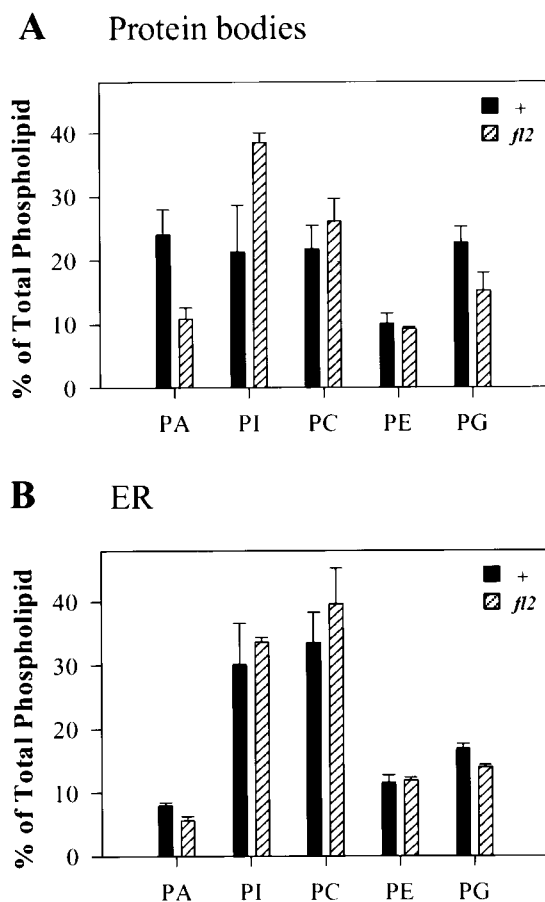 A Protein bodies
% of Total Phospholipid
40
30
20
10
0
+
fl2
PA PI PC PE PG
B ER
% of Total Phospholipid
40
30
20
10
0
+
fl2
PA PI PC PE PG